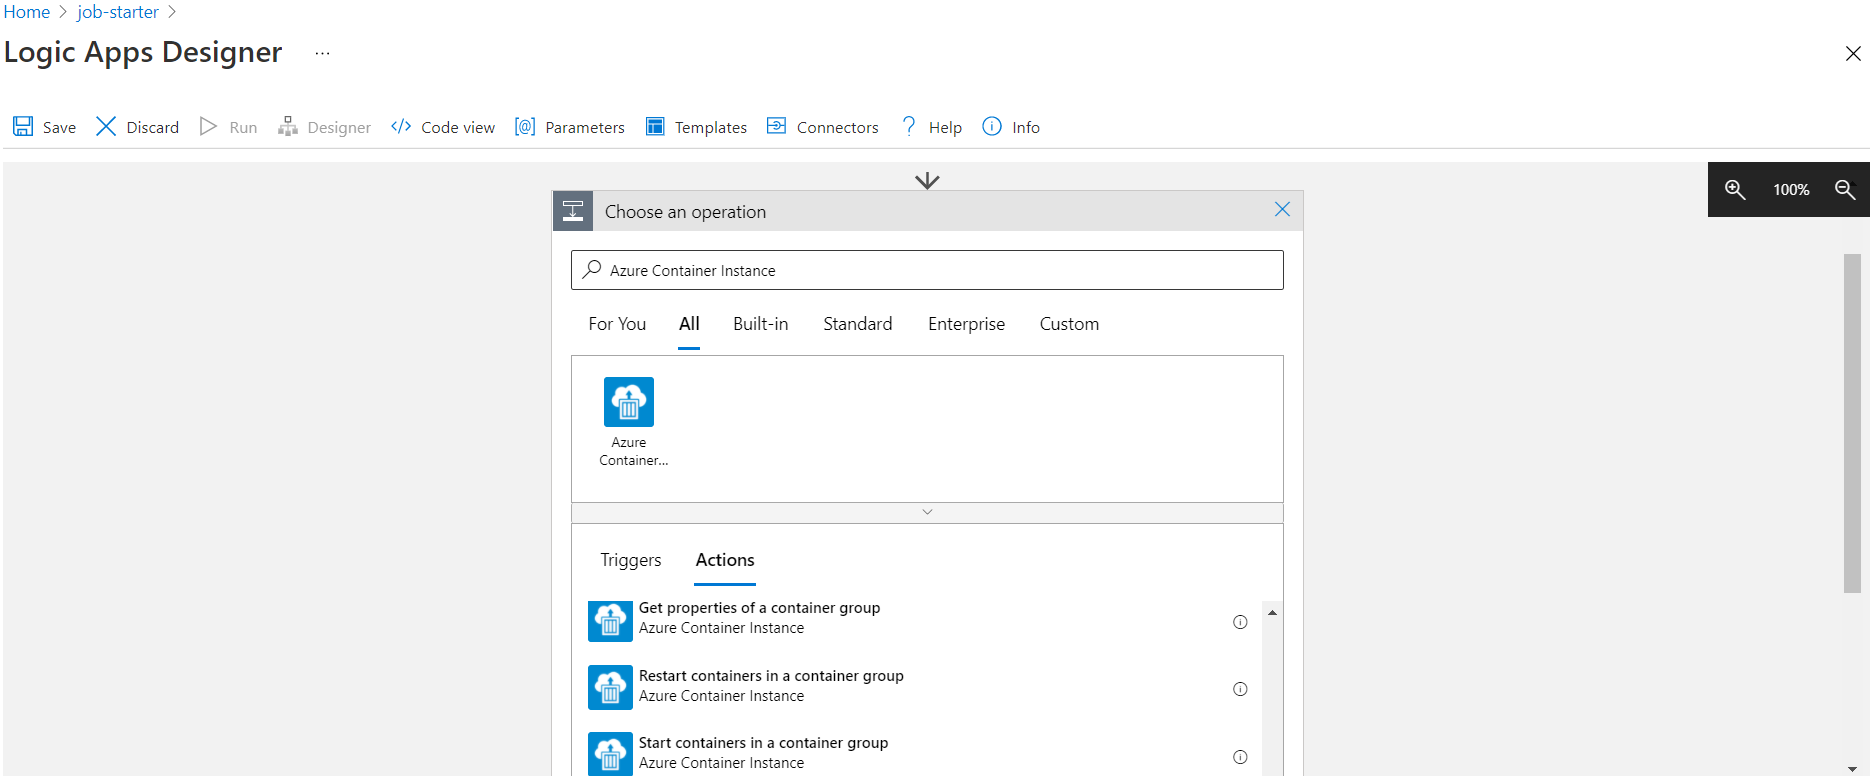 Home > job-starter >
Logic Apps Designer ...
Save Discard Run Designer </> Code view [@] Parameters Templates Connectors ? Help Info
100%
Choose an operation
Azure Container Instance
For You All Built-in Standard Enterprise Custom
Azure
Container...
Triggers Actions
Get properties of a container group
Azure Container Instance
Restart containers in a container group
Azure Container Instance
Start containers in a container group
Azure Container Instance